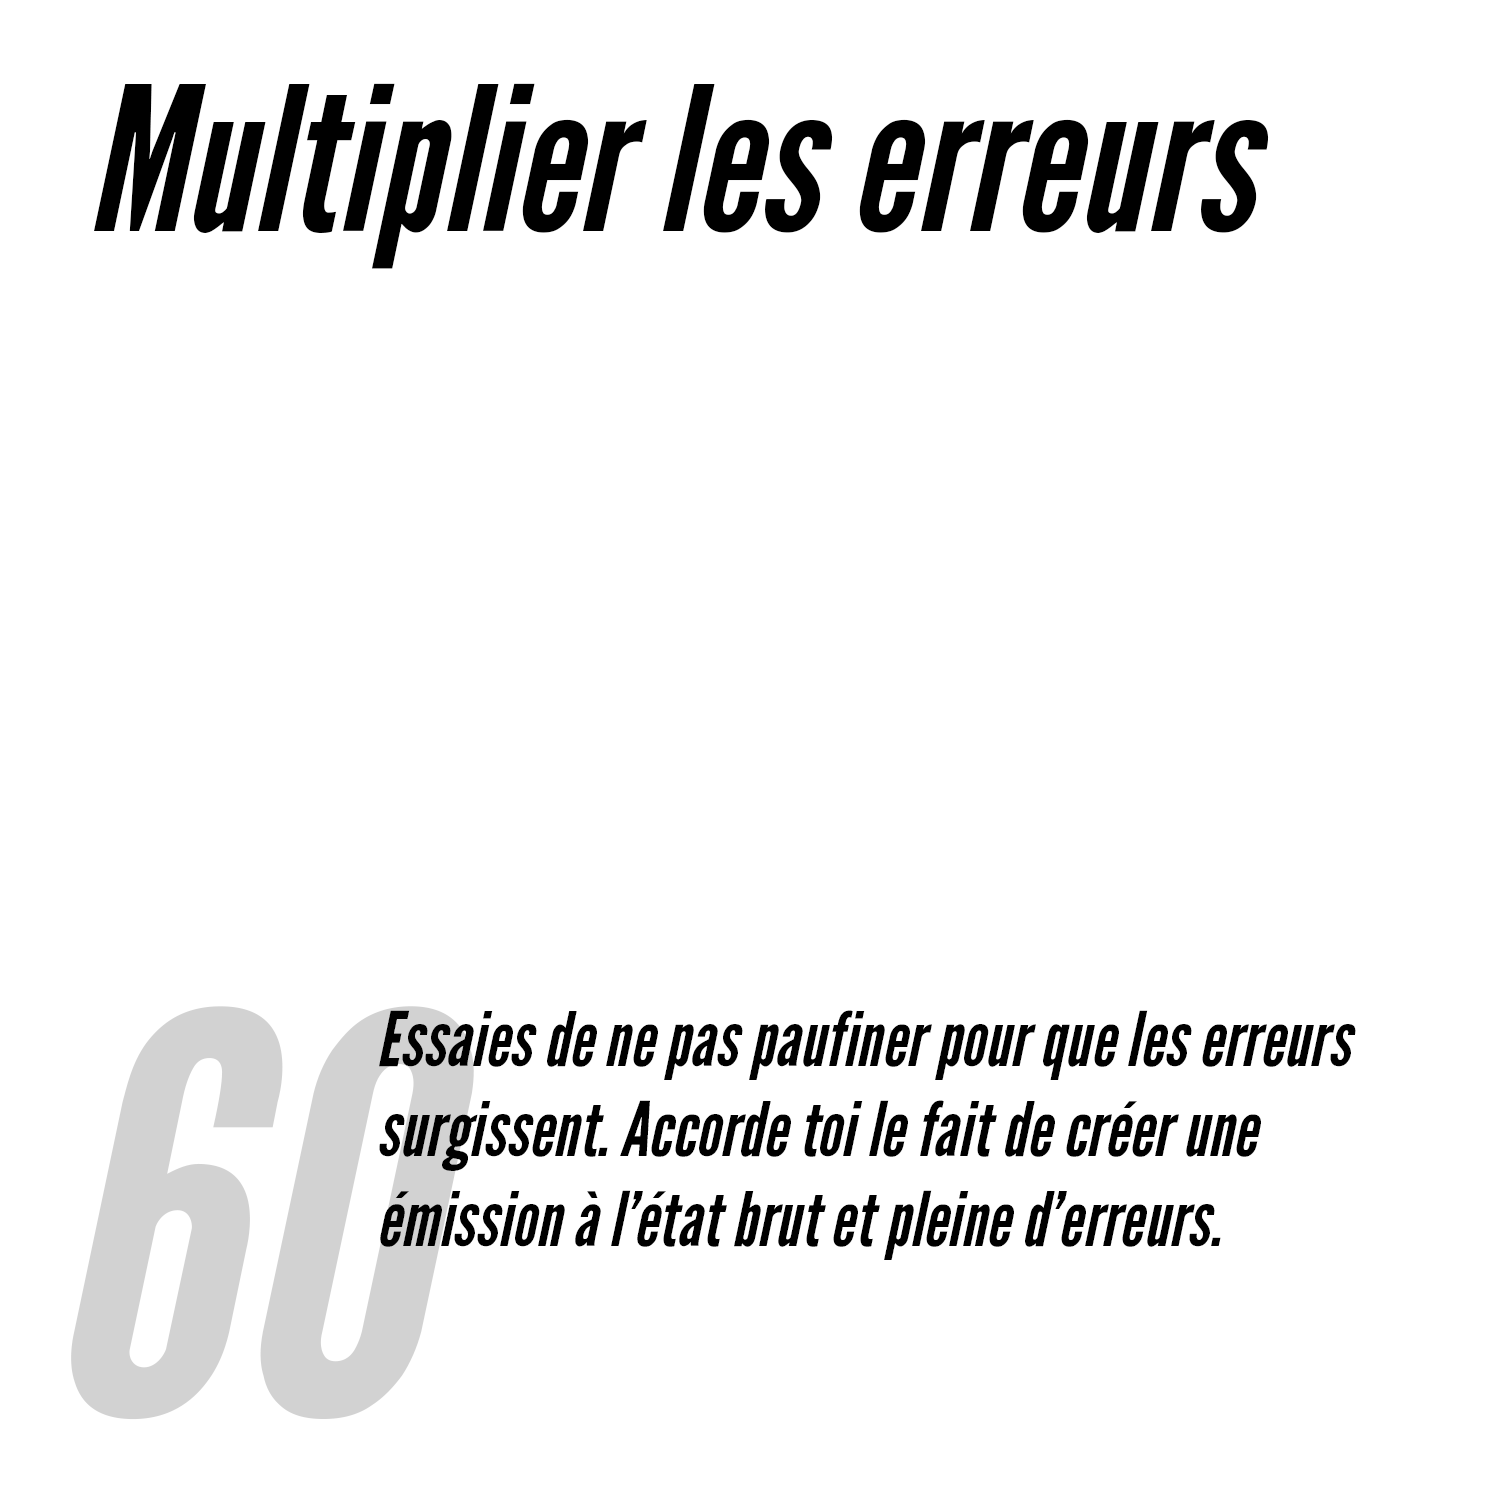 Multiplier les erreurs
60
Essaies de ne pas paufiner pour que les erreurs
surgissent. Accorde toi le fait de créer une
émission à l’état brut et pleine d’erreurs.